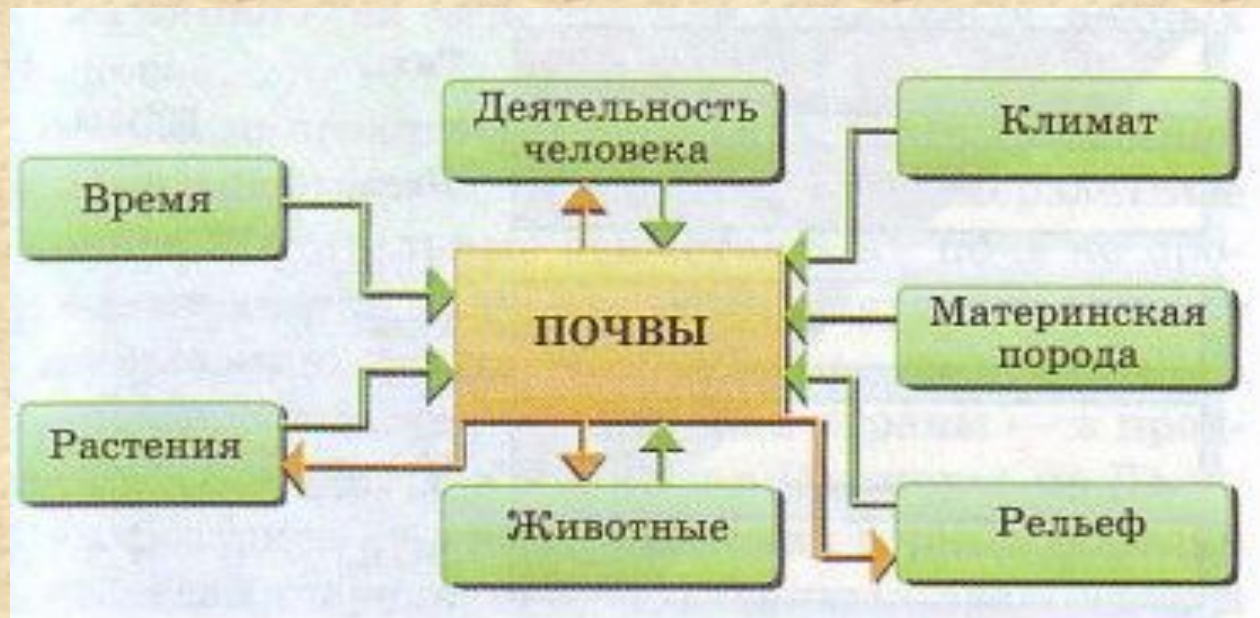 Деятельность
человека
Климат
Время
ПОЧВЫ
Материнская
порода
Растения
Животные
Рельеф